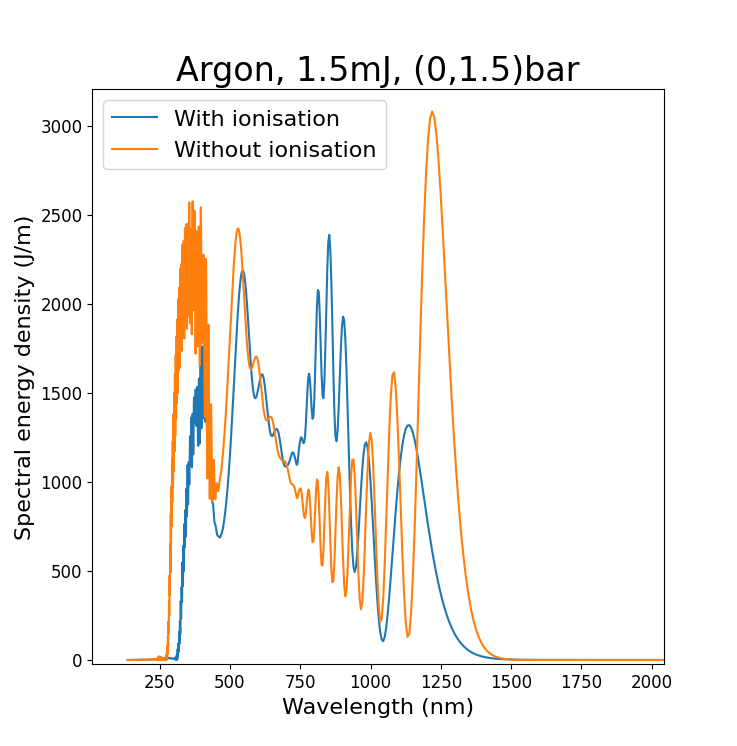 Argon, 1.5mJ, (0,1.5)bar
With ionisation
Without ionisation
Spectral energy density (J/m)
3000
2500
2000
1500
1000
500
0
250 500 750 1000 1250 1500 1750 2000
Wavelength (nm)